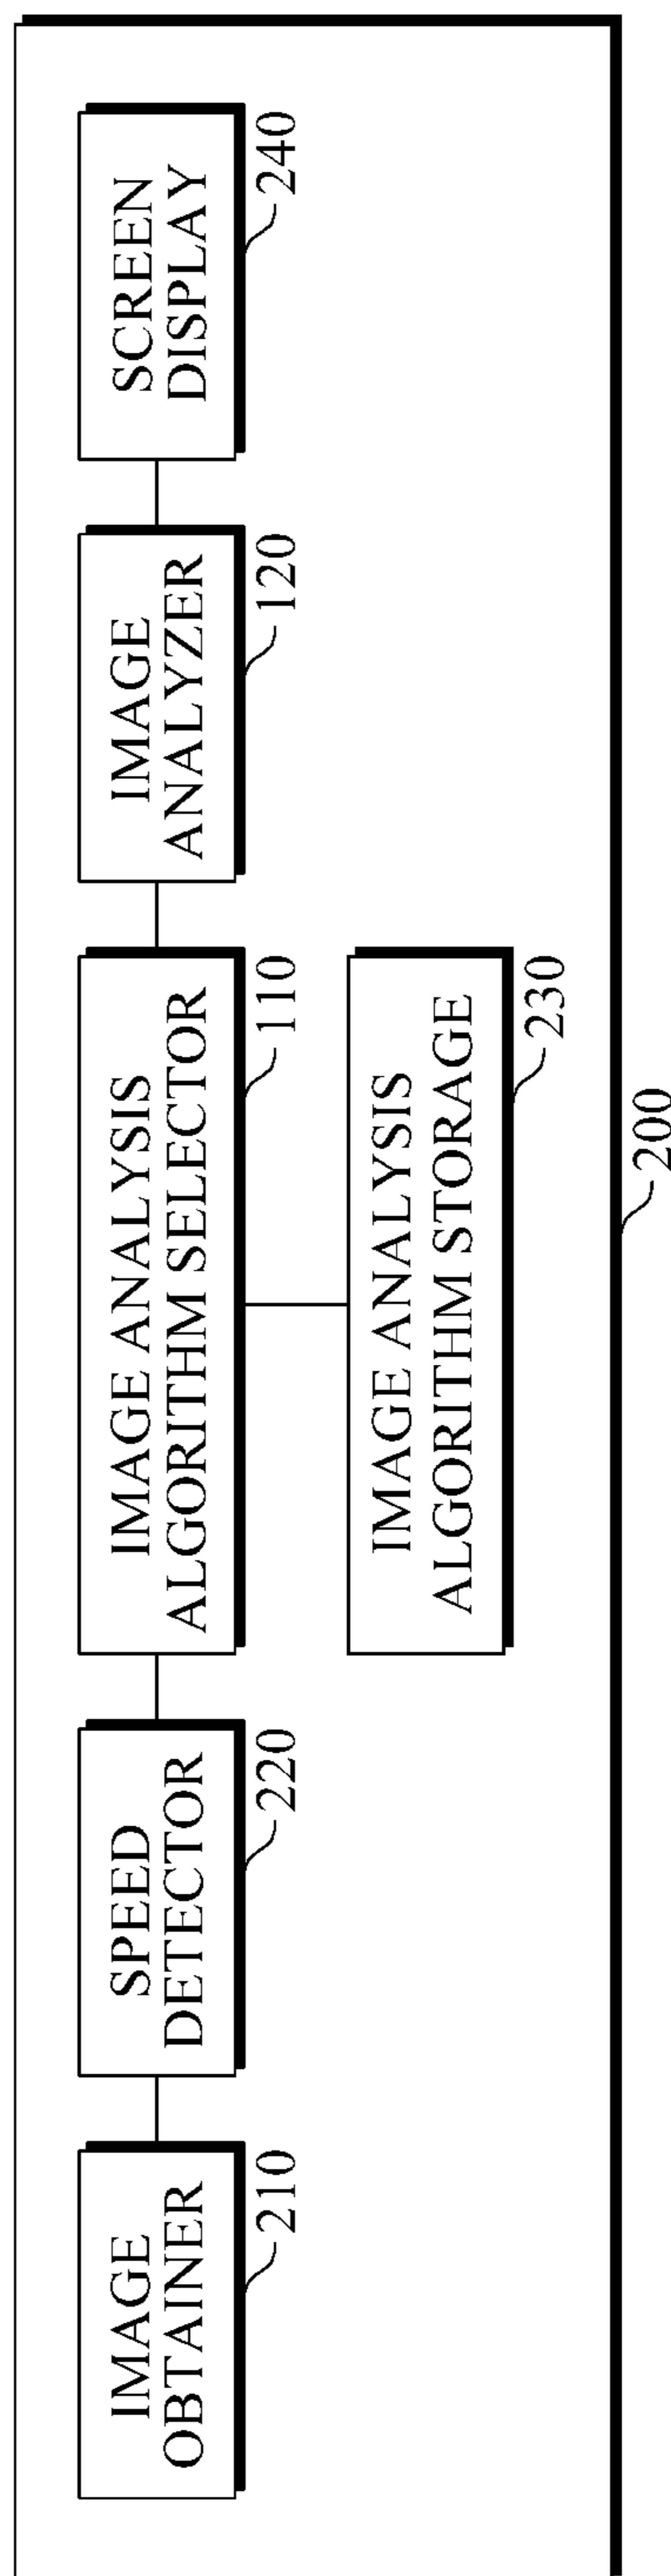 IMAGE
OBTAINER
210
SPEED
DETECTOR
220
IMAGE ANALYSIS
ALGORITHM SELECTOR
110
IMAGE
ANALYZER
120
SCREEN
DISPLAY
240
IMAGE ANALYSIS
ALGORITHM STORAGE
230
200